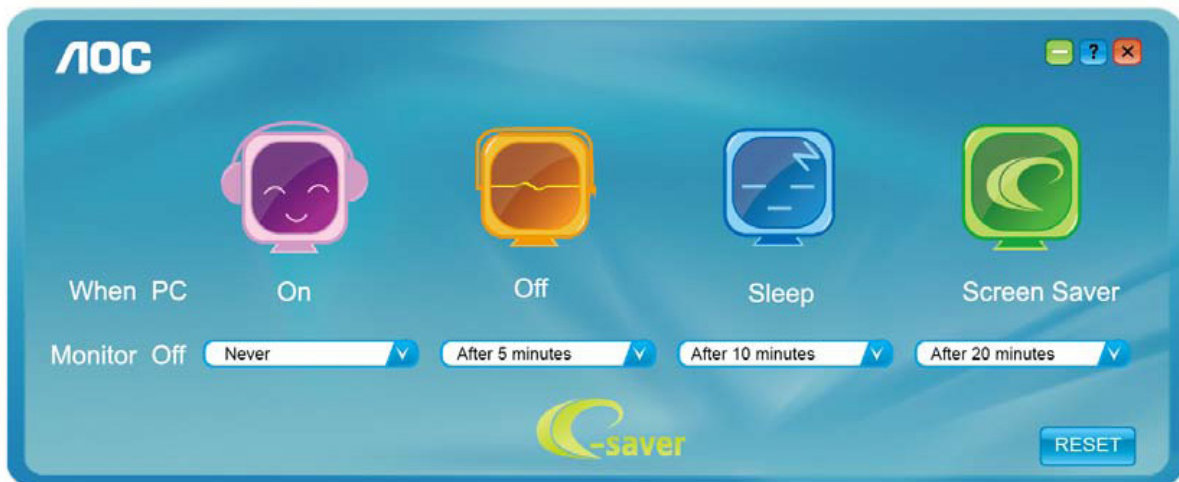 AOC
?
When PC On Off Sleep Screen Saver
Monitor Off Never After 5 minutes After 10 minutes After 20 minutes
e-saver
RESET